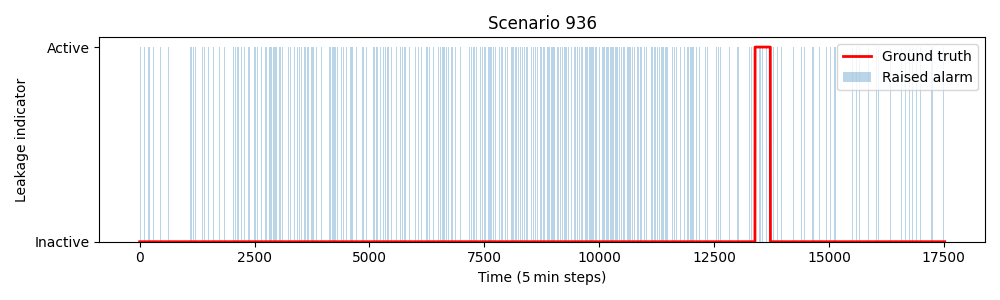 Scenario 936
Active
Inactive
Leakage indicator
Ground truth
Raised alarm
0 2500 5000 7500 10000 12500 15000 17500
Time (5 min steps)